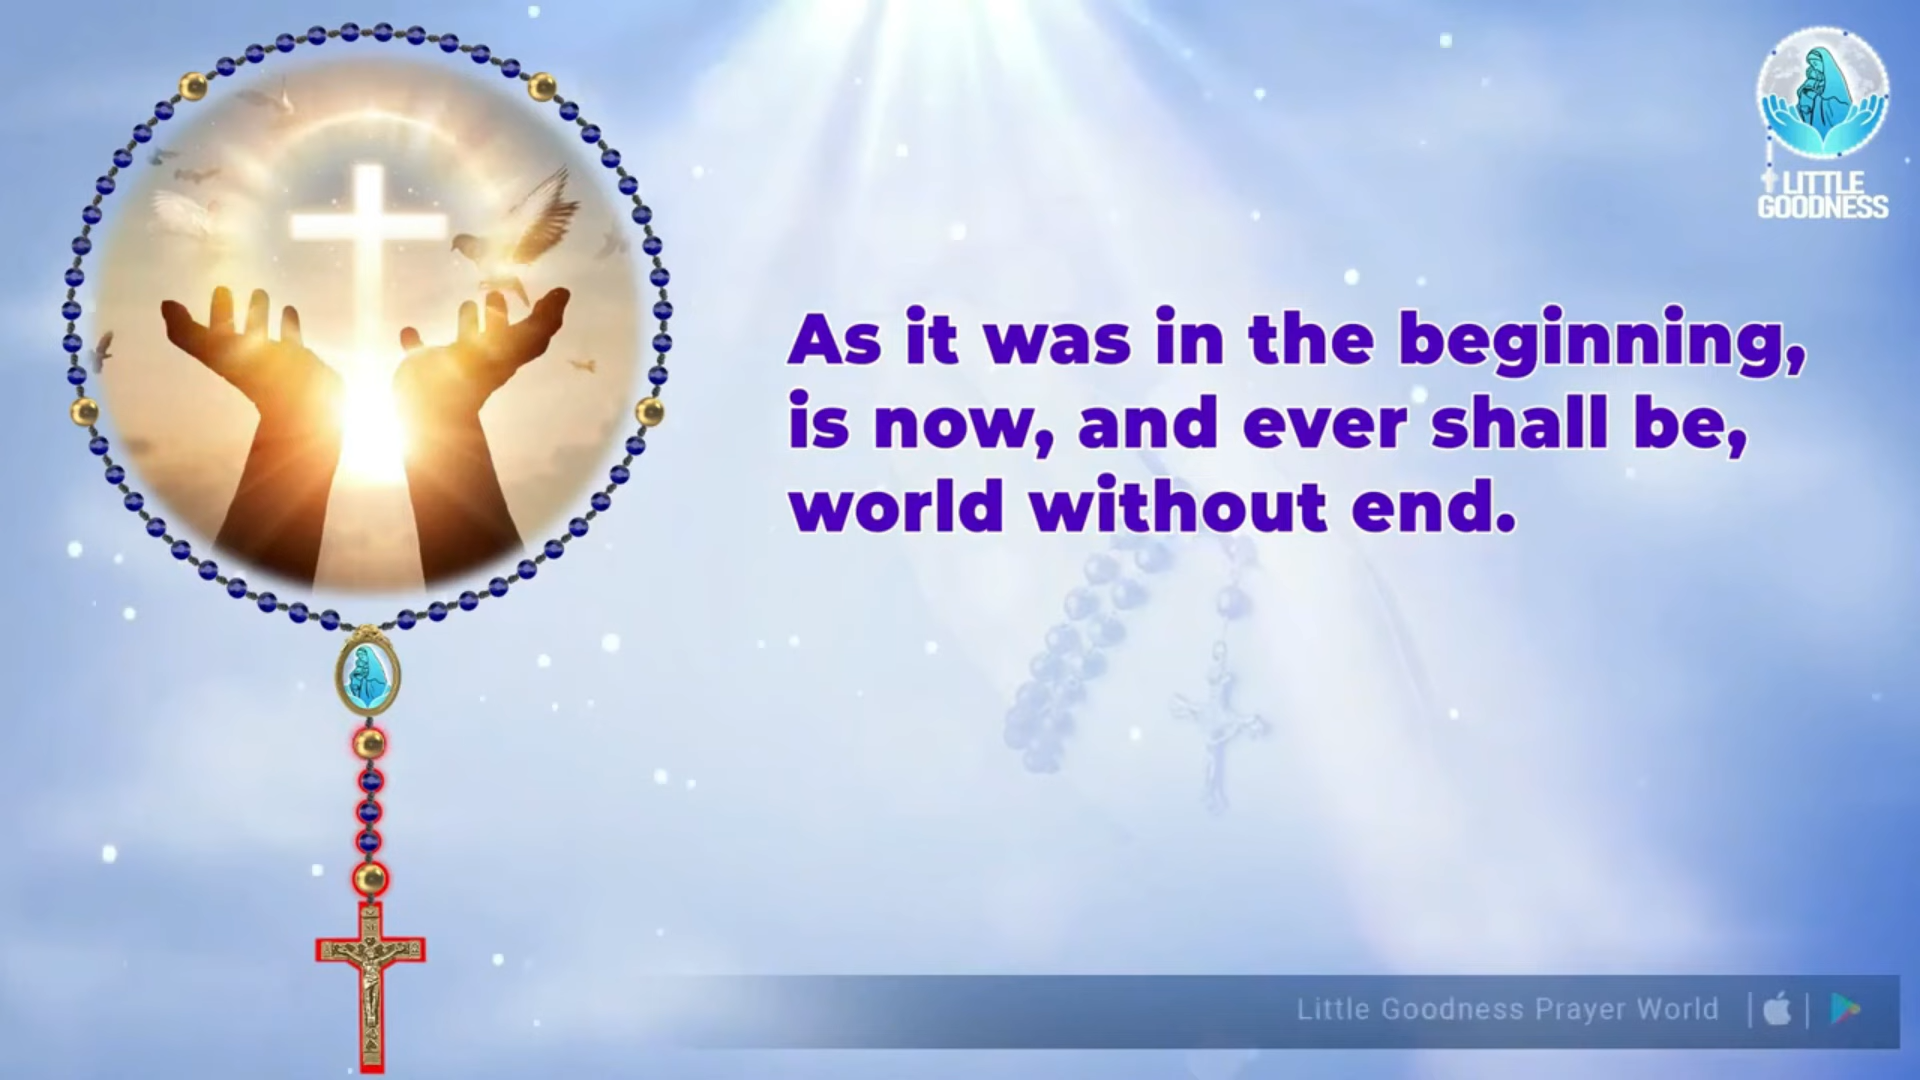 LITTLE
GOODNESS
As it was in the beginning,
is now, and ever shall be,
world without end.
Little Goodness Prayer World